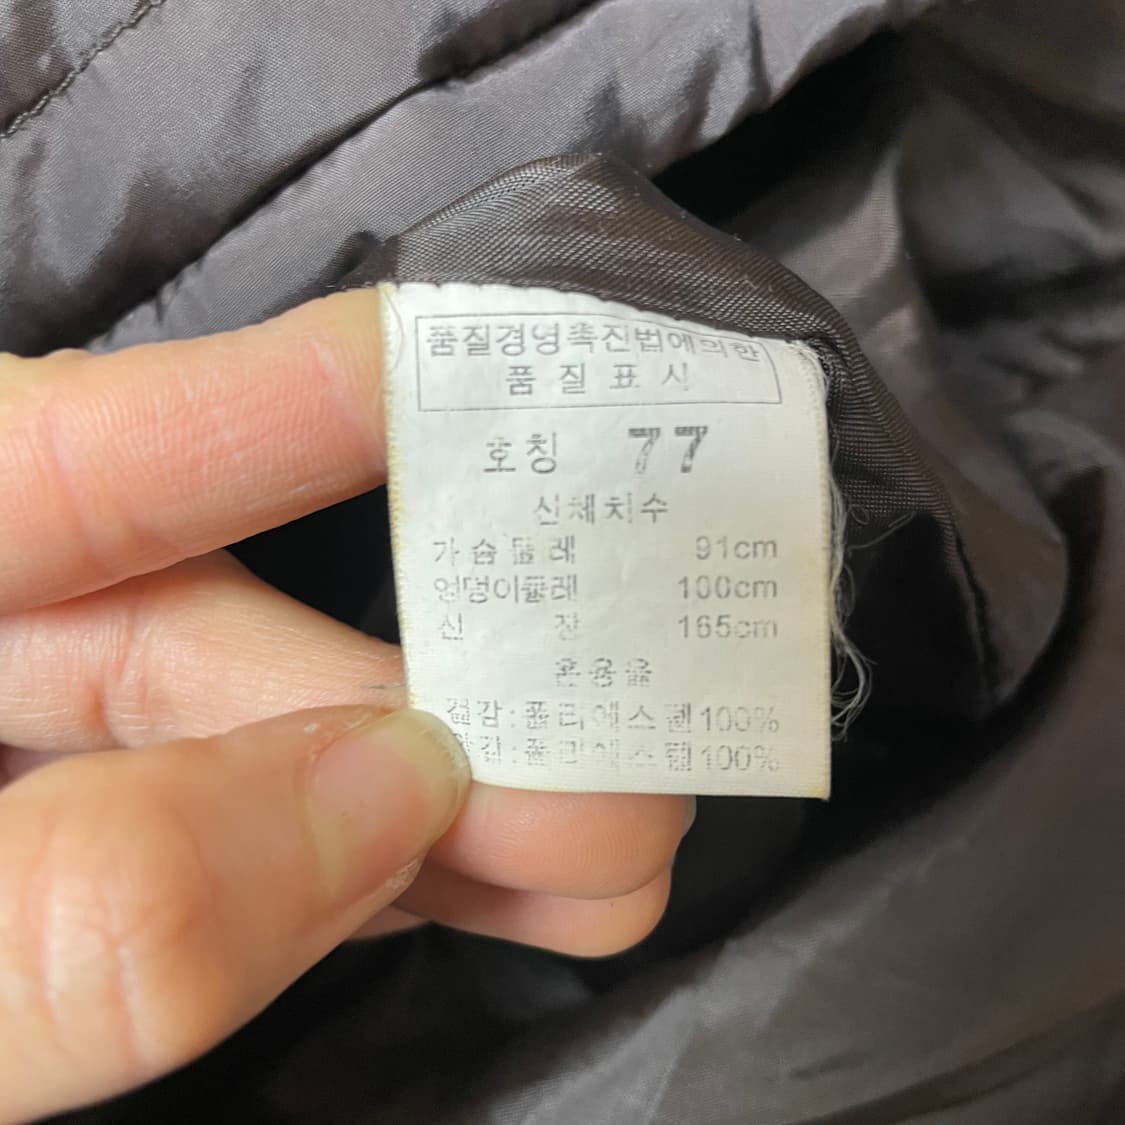 품질경영촉진법에의한
품질표시
호칭 77
신체치수
가슴둘레 91cm
엉덩이둘레 100cm
신장 165cm
혼용율
겉감:폴리에스텔100%
안감:폴리에스텔100%